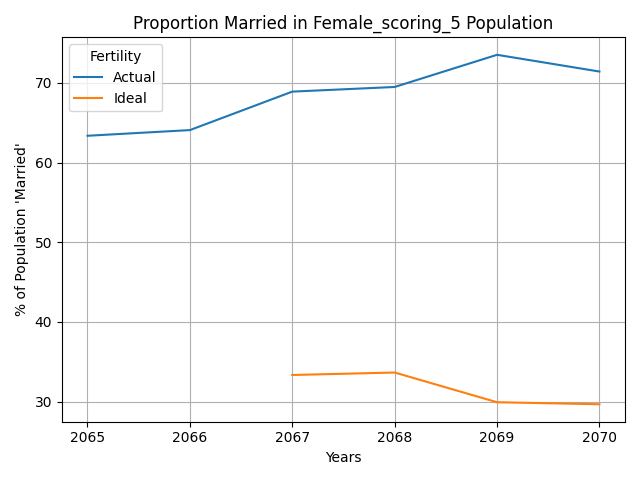 Proportion Married in Female_scoring_5 Population
Fertility
Actual
Ideal
% of Population 'Married'
70
60
50
40
30
2065 2066 2067 2068 2069 2070
Years